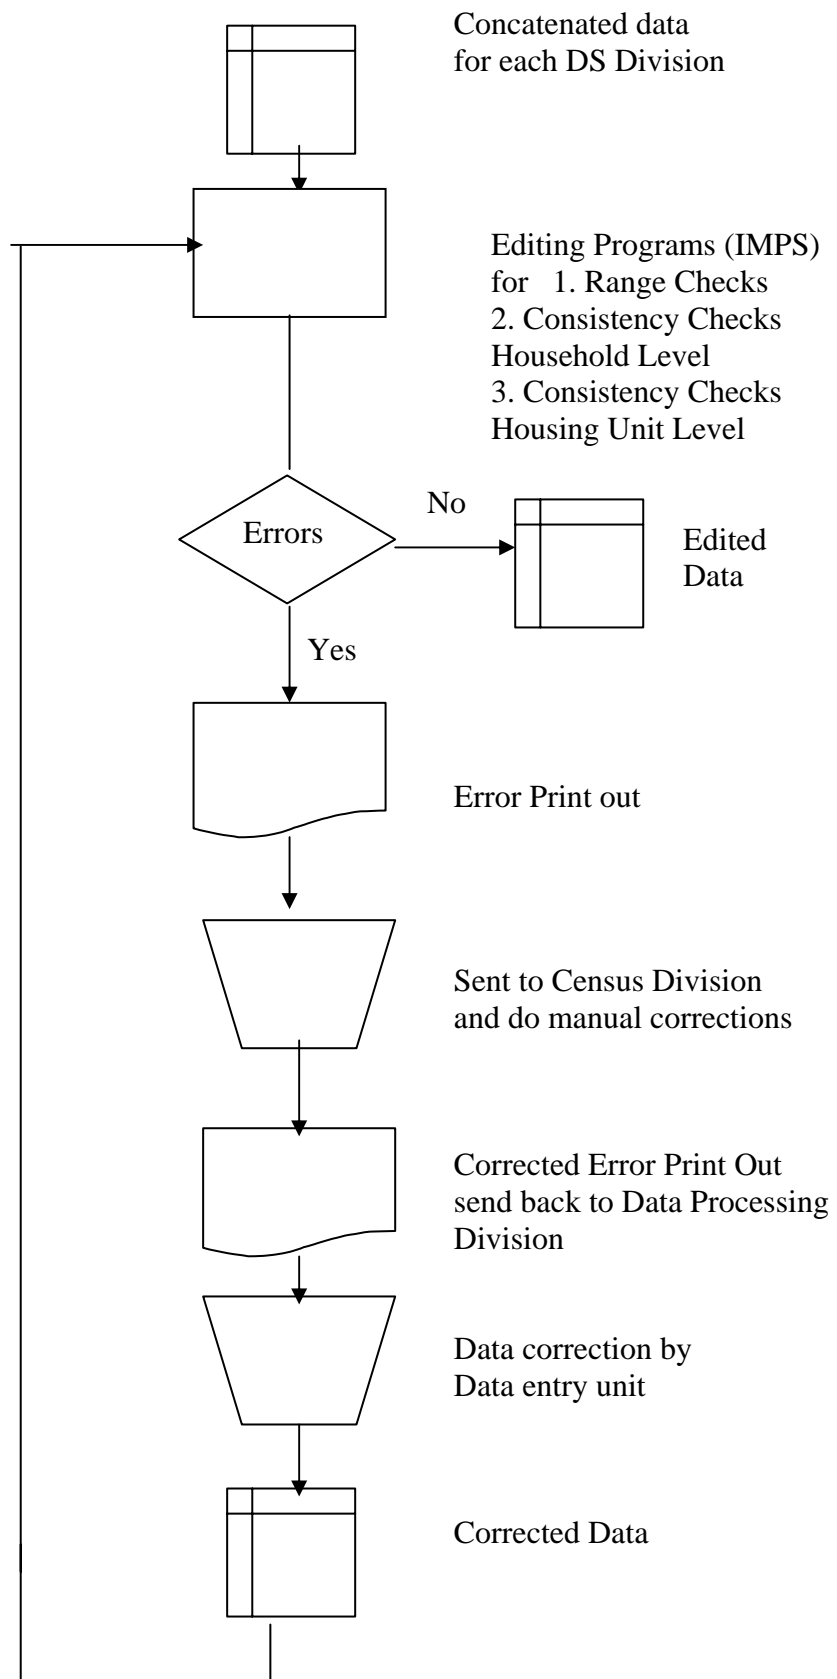 Concatenated data
for each DS Division
Editing Programs (IMPS)
for   1. Range Checks
2. Consistency Checks
Household Level
3. Consistency Checks
Housing Unit Level
Errors
No
Edited
Data
Yes
Error Print out
Sent to Census Division
and do manual corrections
Corrected Error Print Out
send back to Data Processing
Division
Data correction by
Data entry unit
Corrected Data